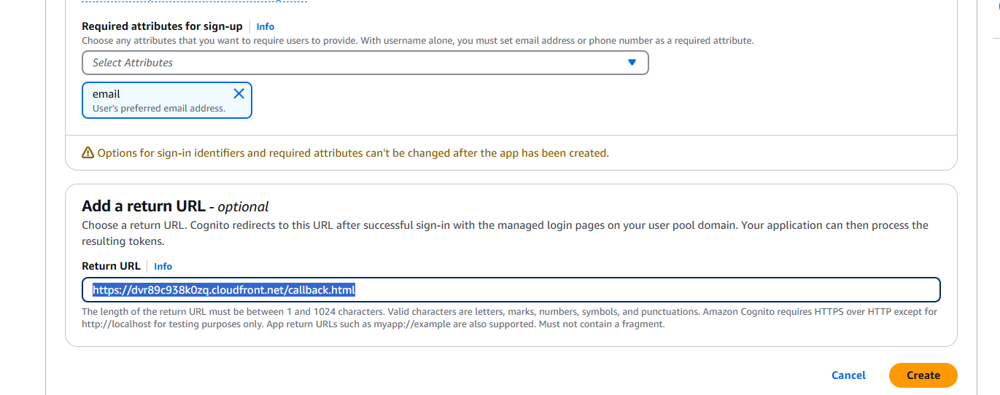 Required attributes for sign-up Info
Choose any attributes that you want to require users to provide. With username alone, you must set email address or phone number as a required attribute.
Select Attributes
email
User's preferred email address.
Options for sign-in identifiers and required attributes can't be changed after the app has been created.
Add a return URL - optional
Choose a return URL. Cognito redirects to this URL after successful sign-in with the managed login pages on your user pool domain. Your application can then process the
resulting tokens.
Return URL Info
https://dvr89c938k0zq.cloudfront.net/callback.html
The length of the return URL must be between 1 and 1024 characters. Valid characters are letters, marks, numbers, symbols, and punctuations. Amazon Cognito requires HTTPS over HTTP except for
http://localhost for testing purposes only. App return URLs such as myapp://example are also supported. Must not contain a fragment.
Cancel Create